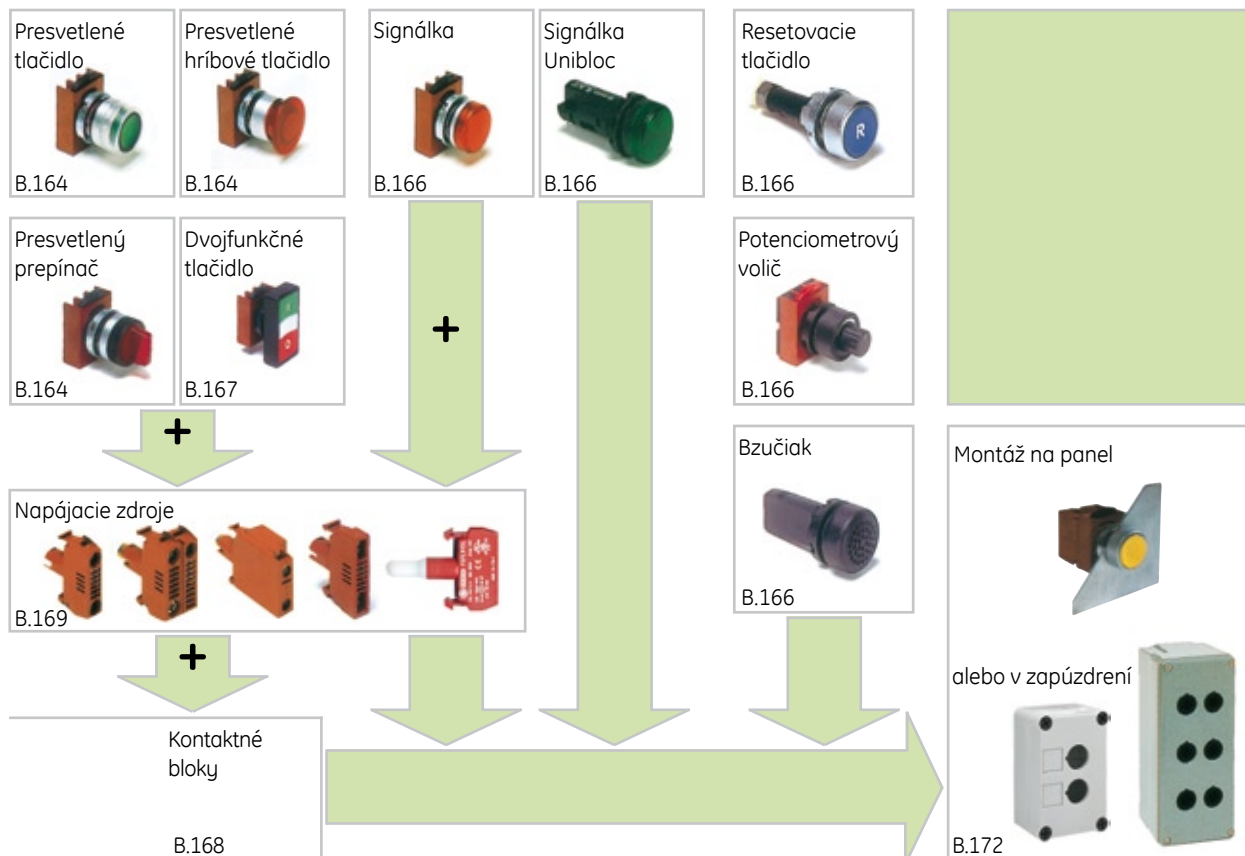 Presvetlené
tlačidlo
B.164
Presvetlené
hríbové tlačidlo
B.164
Signálka
B.166
Signálka
Unibloc
B.166
Resetovacie
tlačidlo
R
B.166
Presvetlený
prepínač
B.164
Dvojfunkčné
tlačidlo
I
O
B.167
+
Potenciometrový
volič
B.166
+
Bzučiak
B.166
Napájacie zdroje
B.169
+
Kontaktné
bloky
B.168
Montáž na panel
alebo v zapúzdrení
B.172